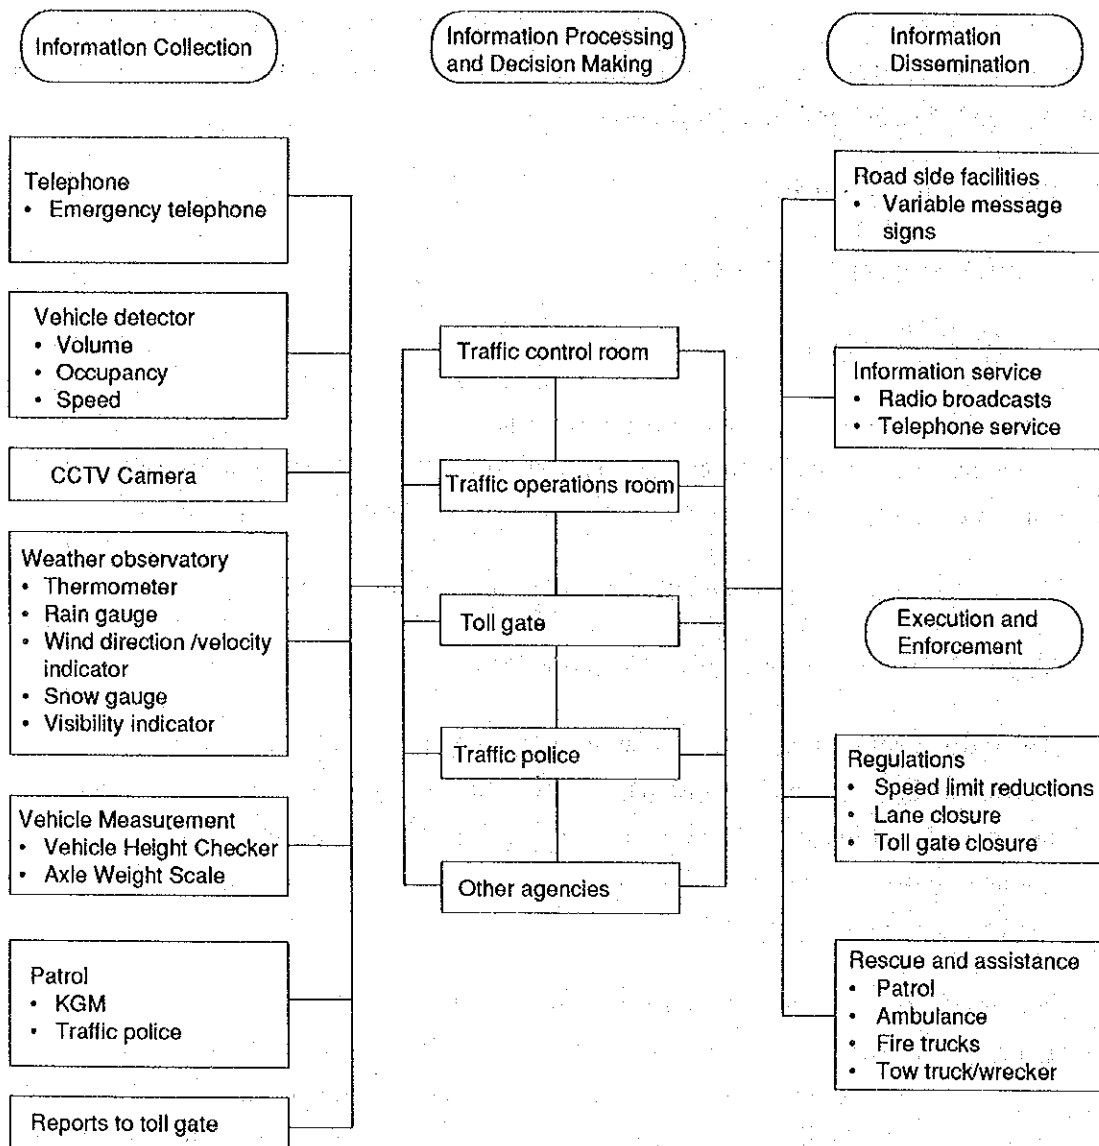 Information Collection
Information Processing
and Decision Making
Information
Dissemination
Telephone
• Emergency telephone
Vehicle detector
• Volume
• Occupancy
• Speed
CCTV Camera
Weather observatory
• Thermometer
• Rain gauge
• Wind direction /velocity
indicator
• Snow gauge
• Visibility indicator
Vehicle Measurement
• Vehicle Height Checker
• Axle Weight Scale
Patrol
• KGM
• Traffic police
Reports to toll gate
Traffic control room
Traffic operations room
Toll gate
Traffic police
Other agencies
Road side facilities
• Variable message
signs
Information service
• Radio broadcasts
• Telephone service
Execution and
Enforcement
Regulations
• Speed limit reductions
• Lane closure
• Toll gate closure
Rescue and assistance
• Patrol
• Ambulance
• Fire trucks
• Tow truck/wrecker